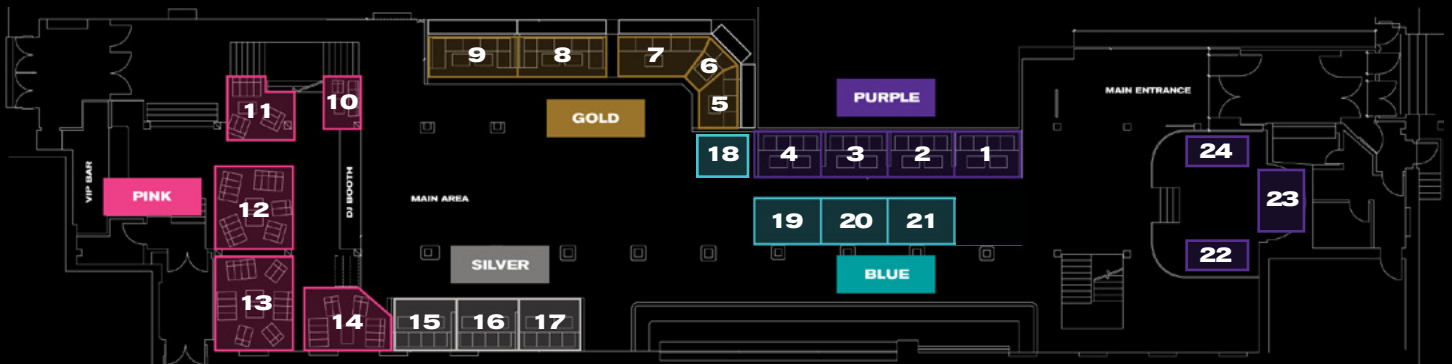 9
8
7
6
5
PURPLE
MAIN ENTRANCE
11
10
GOLD
18
4
3
2
1
24
VIP BAR
PINK
12
DJ BOOTH
MAIN AREA
19
20
21
23
SILVER
BLUE
22
13
14
15
16
17